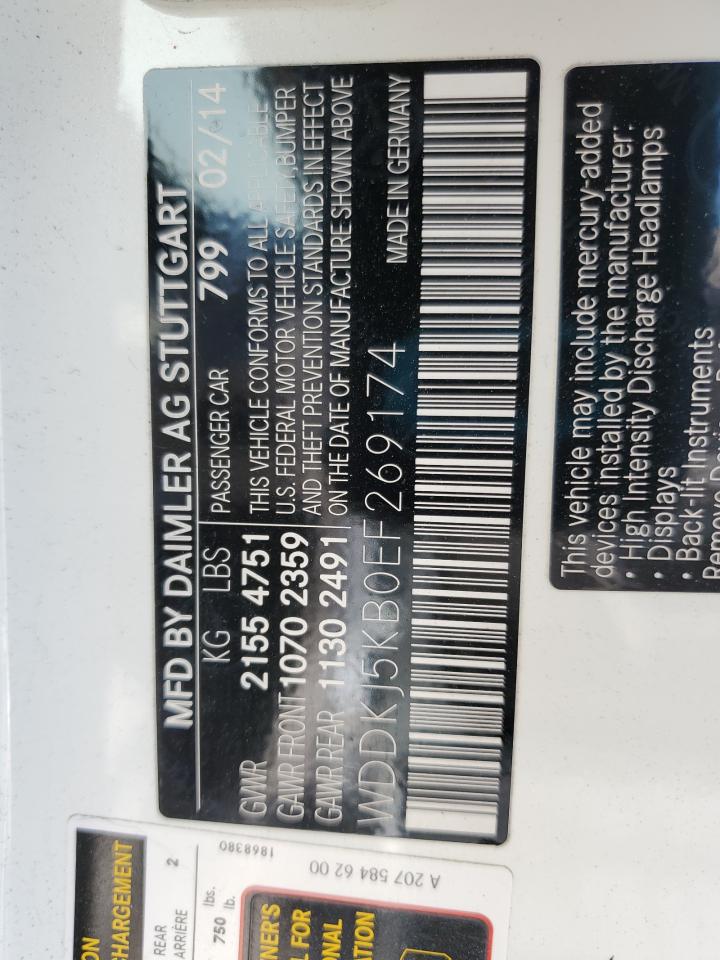 MFD BY DAIMLER AG STUTTGART
KG LBS
GWR 2155 4751
GAWR FRONT 1070 2359
GAWR REAR 1130 2491
799 02/14
PASSENGER CAR
THIS VEHICLE CONFORMS TO ALL APPLICABLE
U.S. FEDERAL MOTOR VEHICLE SAFETY, BUMPER
AND THEFT PREVENTION STANDARDS IN EFFECT
ON THE DATE OF MANUFACTURE SHOWN ABOVE
WDDKJ5KB0EF269174
MADE IN GERMANY
This vehicle may include mercury-added
devices installed by the manufacturer:
• High Intensity Discharge Headlamps
• Displays
• Back-lit Instruments
CHARGEMENT
REAR 2
ARRIÈRE
lbs.
750 lb.
1868380
A 207 584 62 00